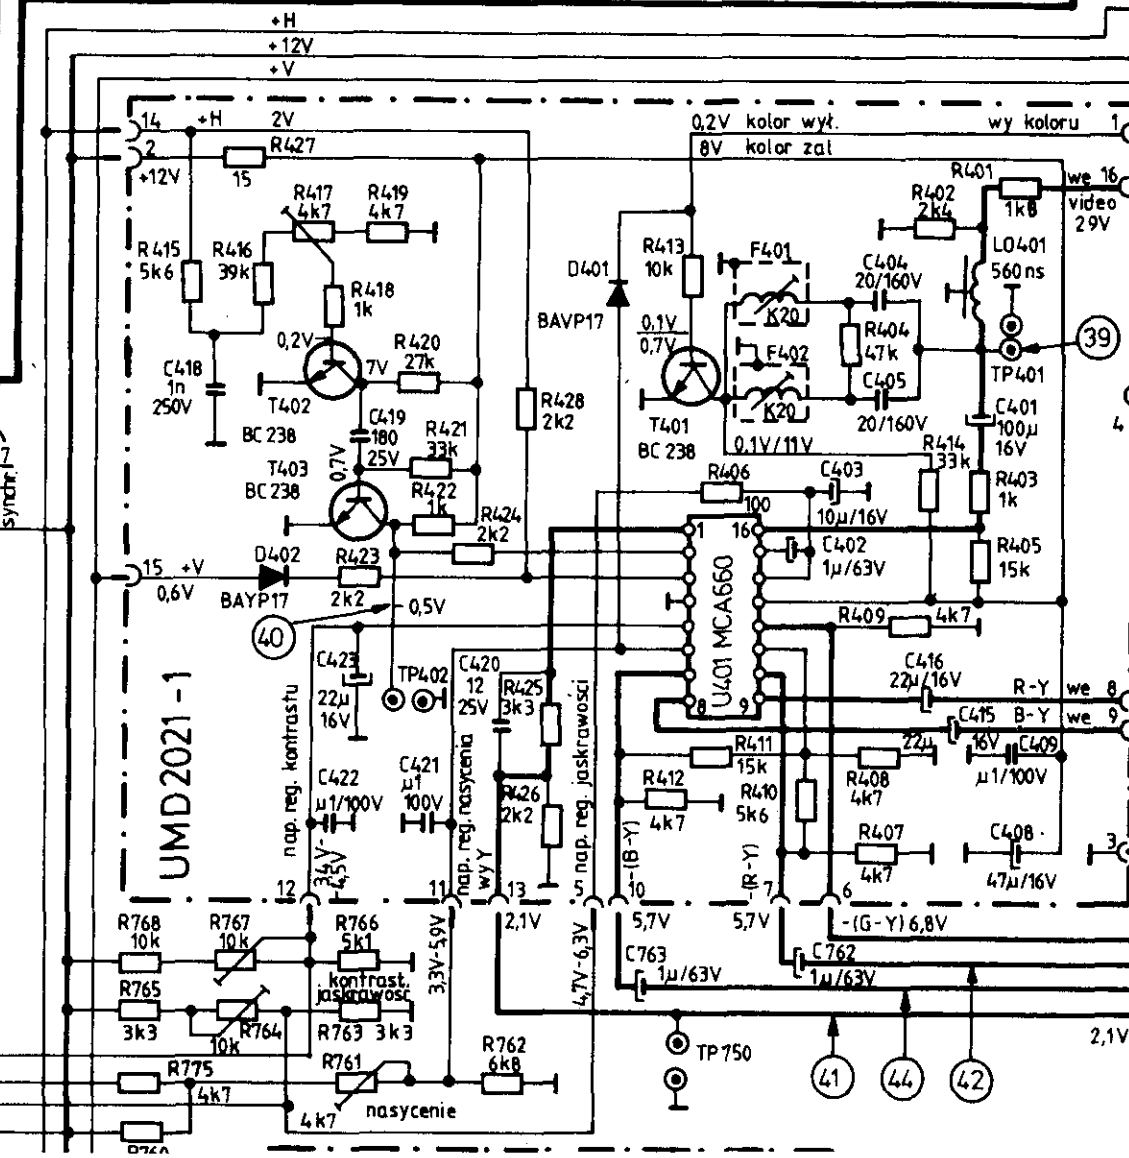 +H
+12V
+V
14
+H
2V
0,2V kolor wył.
wy koloru
1
2
R427
8V kolor zał
+12V
15
R401
we 16
R417
4k7
R419
4k7
R402
2k4
1k8
video
2,9V
R415
5k6
R416
39k
R413
10k
F401
C404
20/160V
LO401
560ns
D401
R418
1k
BAVP17
K20
R404
47k
0,1V
0,7V
39
0,2V
R420
27k
F402
C418
1n
250V
7V
TP401
T402
C405
K20
R428
2k2
C401
100µ
16V
BC 238
C419
180
25V
R421
33k
T401
BC 238
20/160V
4
0,1V/11V
R414
33k
T403
BC 238
0,7V
R406
C403
R403
1k
7
synchr.
R422
1k
100
10µ/16V
R424
2k2
1
16
C402
1µ/63V
R405
15k
D402
R423
15
+V
0,6V
BAYP17
2k2
0,5V
U401 MCA660
R409
4k7
40
C423
TP402
C420
12
25V
C416
22µ/16V
22µ
16V
R425
3k3
8
9
R-Y we 8
C415
B-Y we 9
UMD2021-1
nap. reg. kontrastu
nap. reg. nasycenia
wy Y
nap. reg. jaskrawości
22µ
16V
C409
µ1/100V
R411
15k
R408
4k7
C422
µ1/100V
C421
µ1
100V
R426
2k2
R412
4k7
R410
5k6
R407
4k7
C408
47µ/16V
3
-(B-Y)
-(R-Y)
3,4V-
-4,5V
12
11
13
5
10
7
6
2,1V
5,7V
5,7V
-(G-Y) 6,8V
R768
10k
R767
10k
R766
5k1
3,3V-5,9V
4,7V-6,3V
C763
1µ/63V
C762
1µ/63V
kontrast.
jaskrawość
R765
3k3
R764
10k
R763 3k3
2,1V
R775
4k7
R761
4k7
nasycenie
R762
6k8
TP750
41
44
42
R760